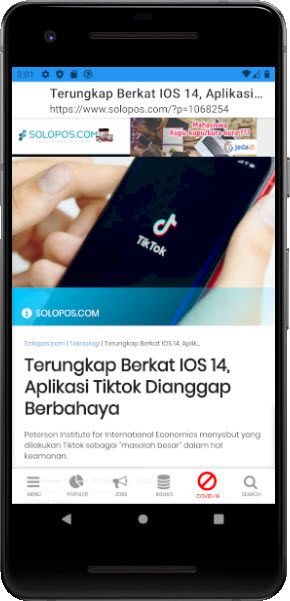 3:01
Terungkap Berkat IOS 14, Aplikasi...
https://www.solopos.com/?p=1068254
SOLOPOS.COM
Mahasiswa
Kupu-kupu/kura-kura !???
jeda.id
TikTok
SOLOPOS.COM
Solopos.com | Teknologi | Terungkap Berkat IOS 14, Aplik...
Terungkap Berkat IOS 14,
Aplikasi Tiktok Dianggap
Berbahaya
Peterson Institute for International Economics menyebut yang
dilakukan Tiktok sebagai "masalah besar" dalam hal
keamanan.
MENU
POPULER
JOBS
INDEKS
COVID-19
SEARCH